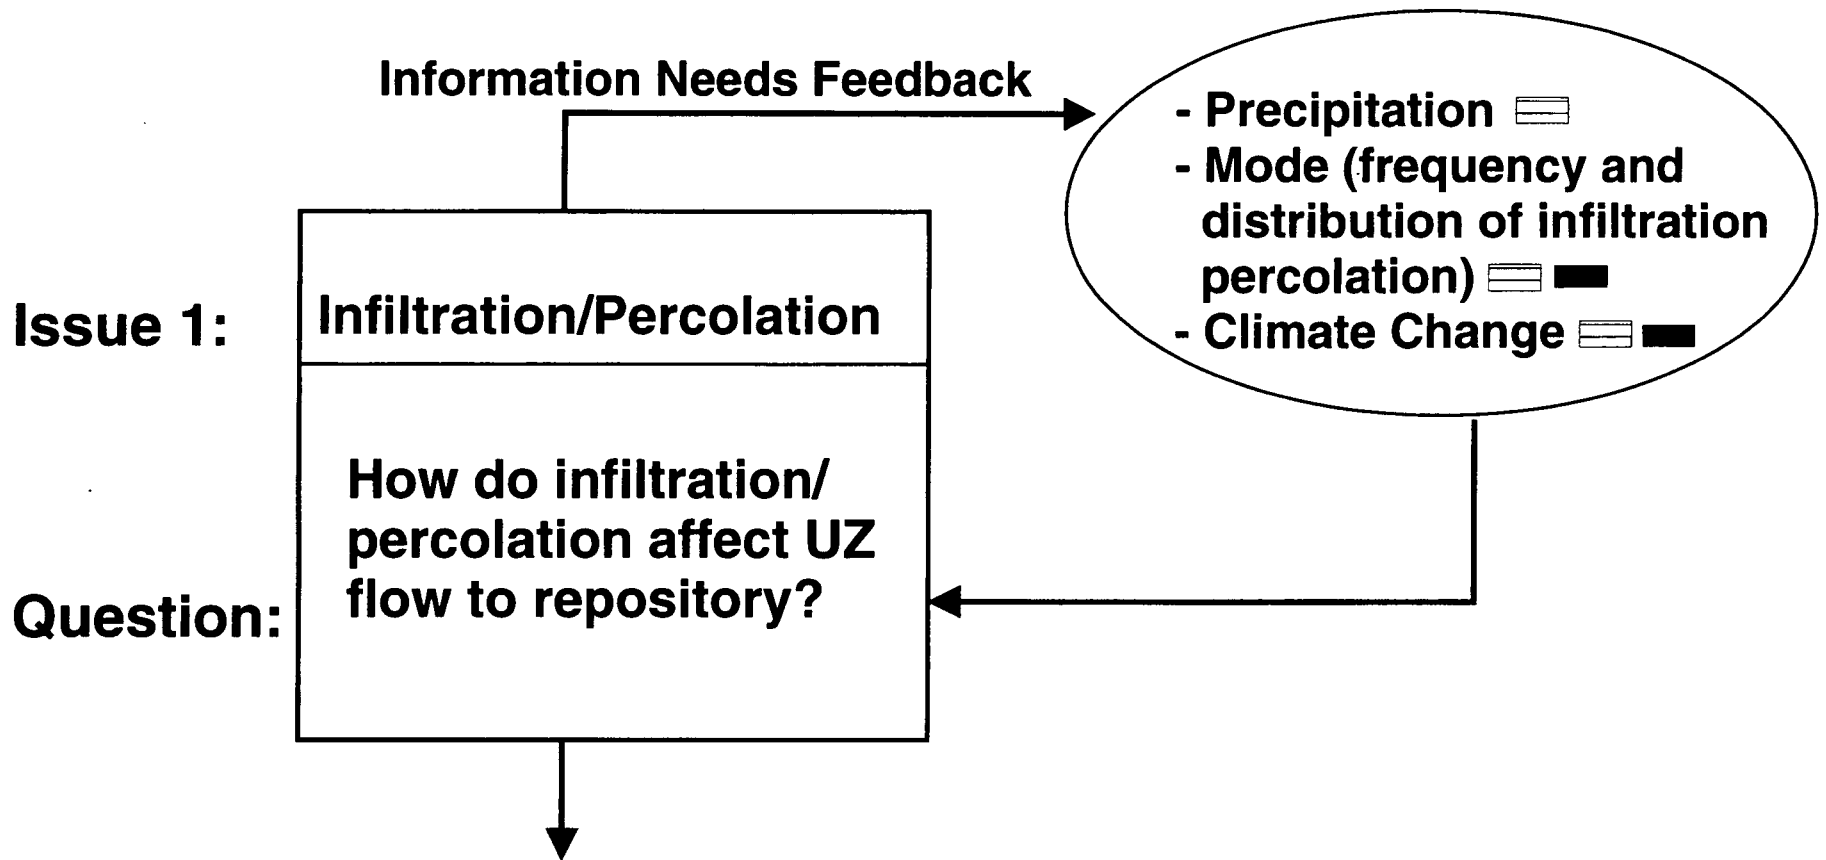 Information Needs Feedback
- Precipitation
- Mode (frequency and
distribution of infiltration
percolation)
- Climate Change
Issue 1:
Infiltration/Percolation
How do infiltration/
percolation affect UZ
flow to repository?
Question: